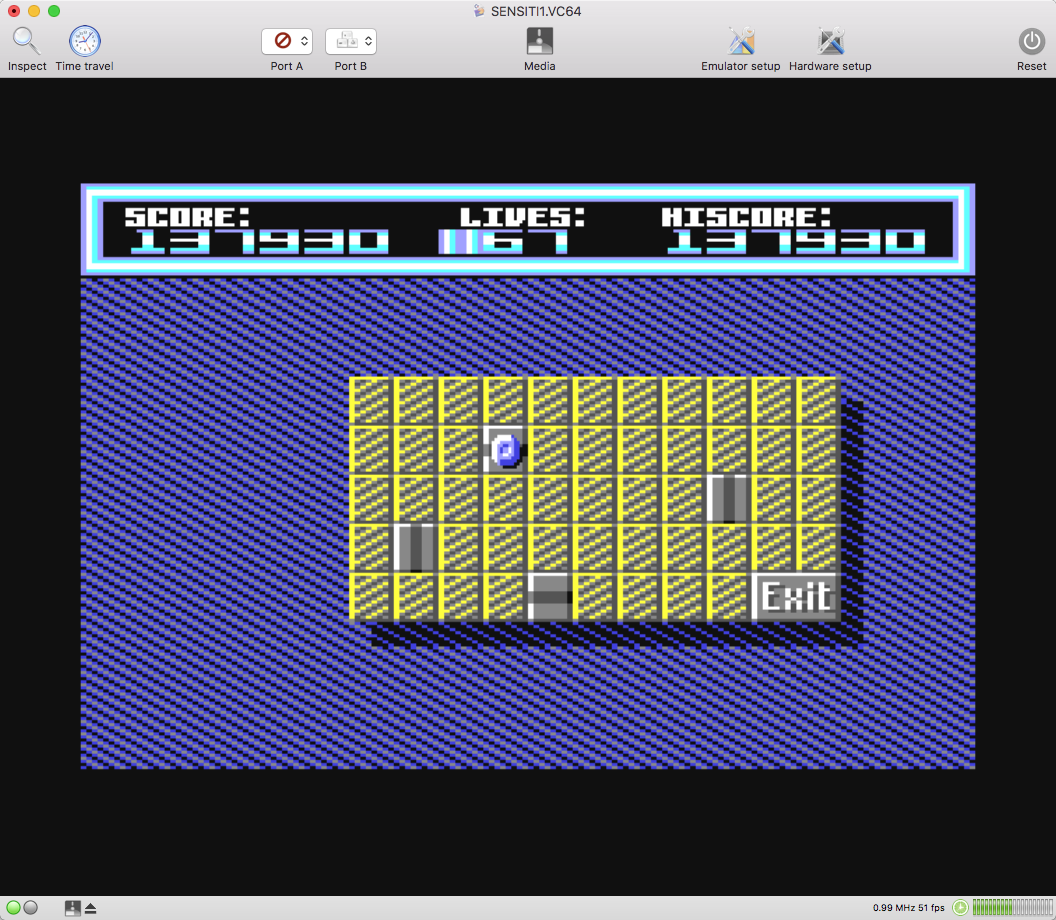 SENSITI1.VC64
Inspect
Time travel
Port A
Port B
Media
Emulator setup
Hardware setup
Reset
SCORE: LIVES: HISCORE:
137930 67 137930
Exit
0.99 MHz 51 fps